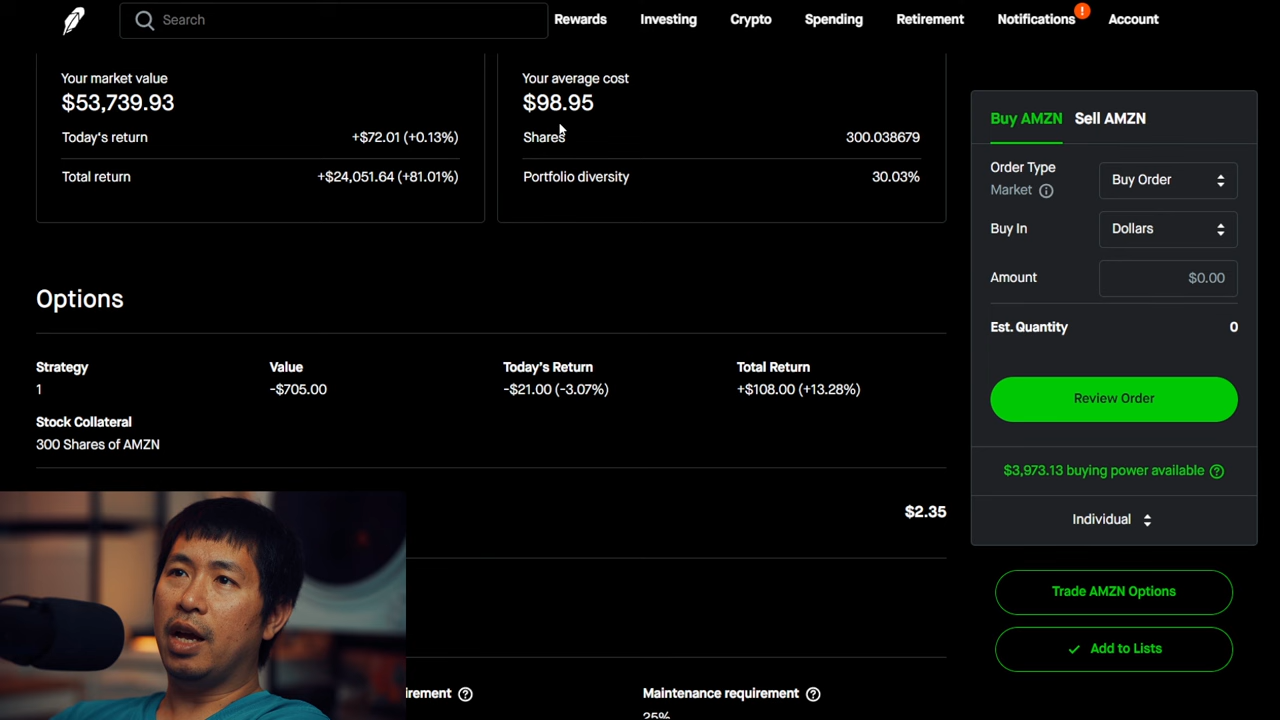 Search
Rewards
Investing
Crypto
Spending
Retirement
Notifications
!
Account
Your market value
$53,739.93
Today's return
+$72.01 (+0.13%)
Total return
+$24,051.64 (+81.01%)
Your average cost
$98.95
Shares
300.038679
Portfolio diversity
30.03%
Buy AMZN
Sell AMZN
Order Type
Market
Buy Order
Buy In
Dollars
Amount
$0.00
Est. Quantity
0
Review Order
$3,973.13 buying power available
Individual
Trade AMZN Options
Add to Lists
Options
Strategy
1
Value
-$705.00
Today's Return
-$21.00 (-3.07%)
Total Return
+$108.00 (+13.28%)
Stock Collateral
300 Shares of AMZN
$2.35
Maintenance requirement
25%